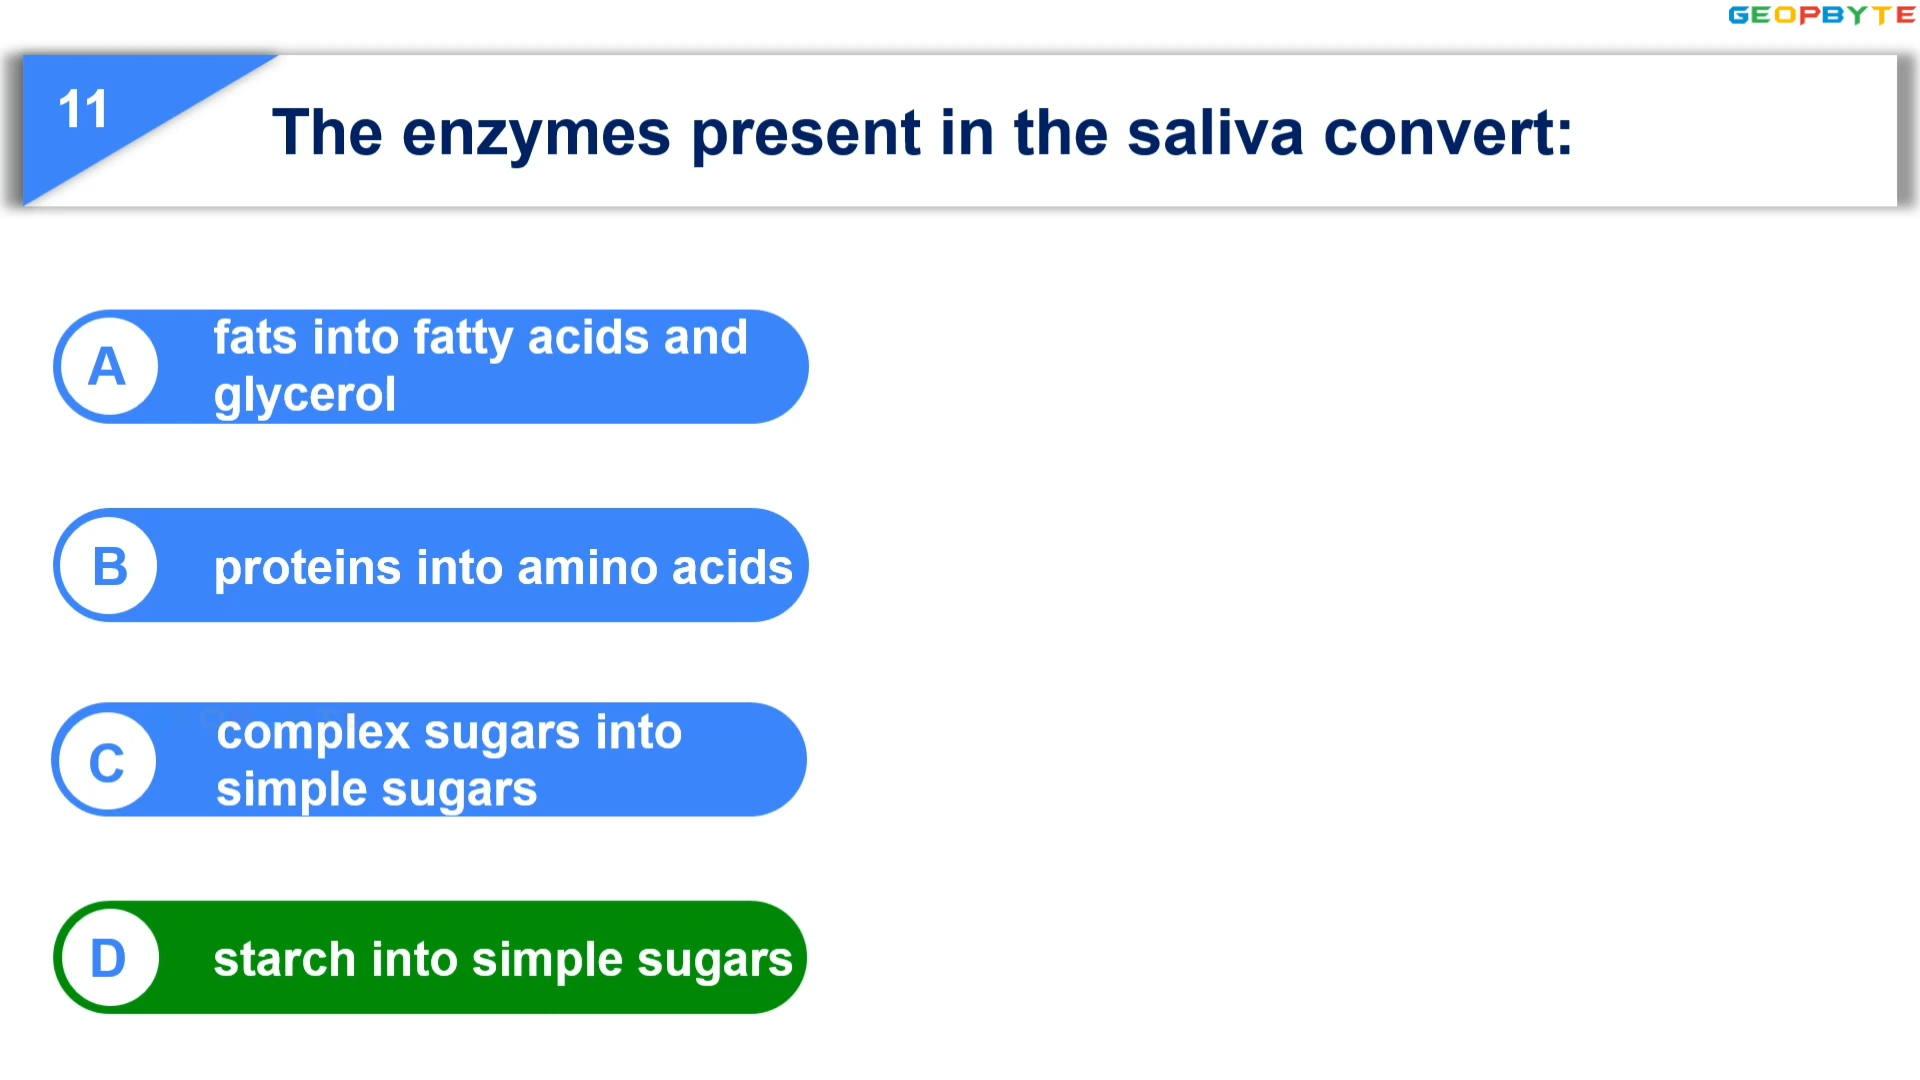 GEOPBYTE
11
The enzymes present in the saliva convert:
A
fats into fatty acids and
glycerol
B
proteins into amino acids
C
complex sugars into
simple sugars
D
starch into simple sugars